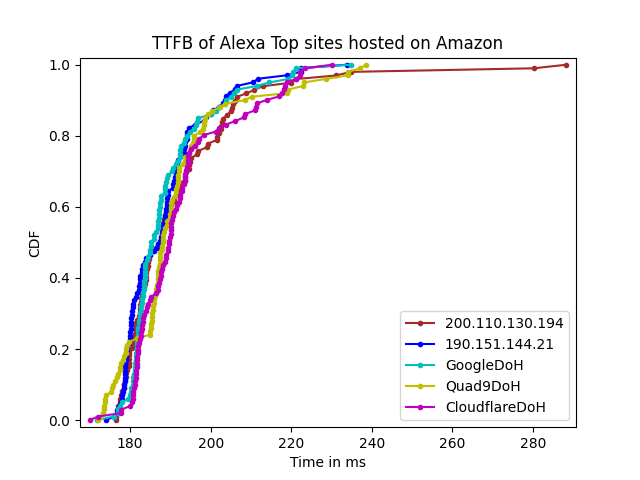 TTFB of Alexa Top sites hosted on Amazon
1.0
0.8
0.6
0.4
0.2
0.0
CDF
180
200
220
240
260
280
Time in ms
200.110.130.194
190.151.144.21
GoogleDoH
Quad9DoH
CloudflareDoH